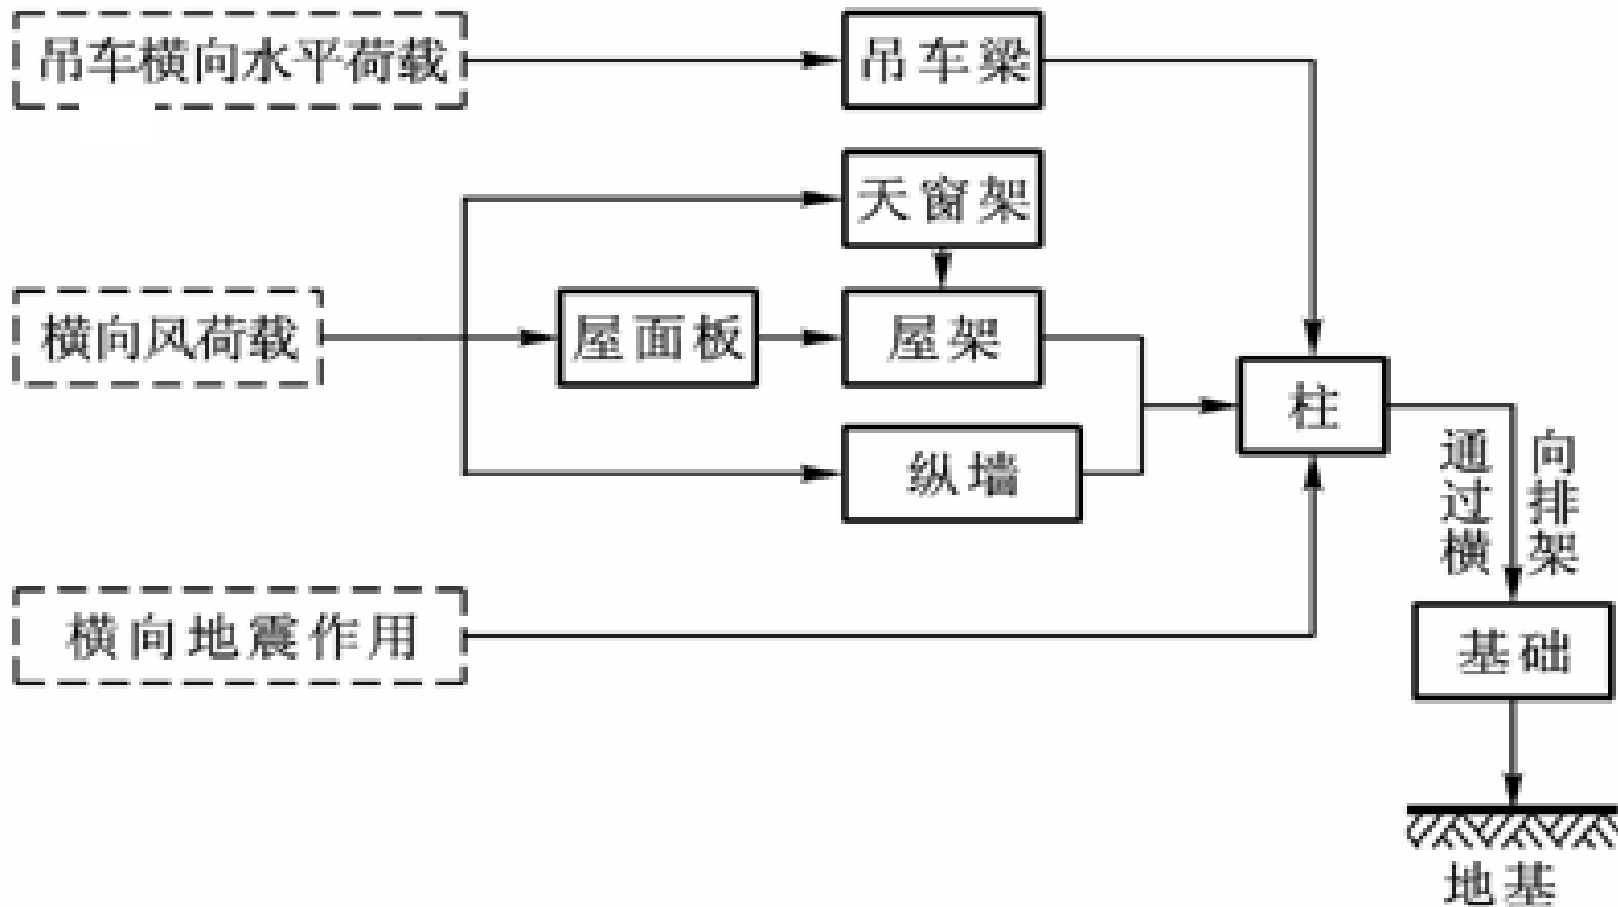 吊车横向水平荷载
吊车梁
天窗架
横向风荷载
屋面板
屋架
柱
纵墙
通过横
向排架
横向地震作用
基础
地基